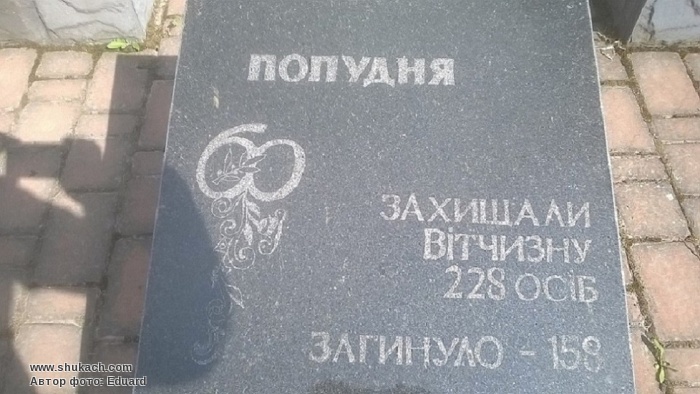 ПОПУДНЯ
60
ЗАХИЩАЛИ
ВІТЧИЗНУ
228 ОСІБ
ЗАГИНУЛО - 158
www.shukach.com
Автор фото: Eduard